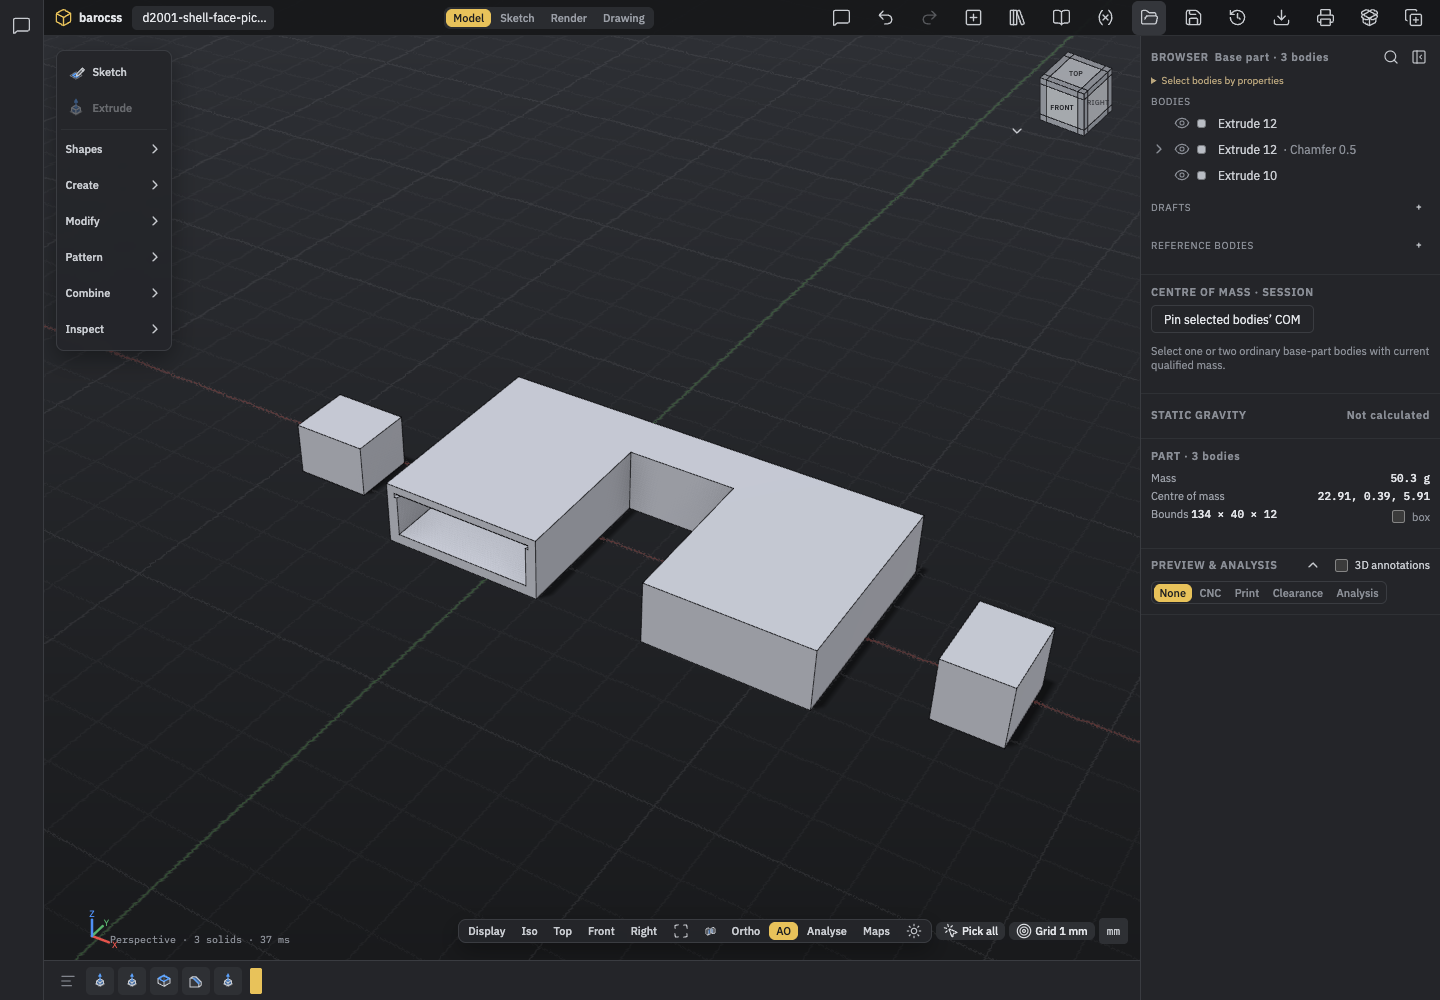 barocss
d2001-shell-face-pic...
Model Sketch Render Drawing
Sketch
Extrude
Shapes
Create
Modify
Pattern
Combine
Inspect
TOP
FRONT
RIGHT
BROWSER Base part · 3 bodies
Select bodies by properties
BODIES
Extrude 12
Extrude 12 · Chamfer 0.5
Extrude 10
DRAFTS +
REFERENCE BODIES +
CENTRE OF MASS · SESSION
Pin selected bodies’ COM
Select one or two ordinary base-part bodies with current
qualified mass.
STATIC GRAVITY Not calculated
PART · 3 bodies
Mass 50.3 g
Centre of mass 22.91, 0.39, 5.91
Bounds 134 × 40 × 12 box
PREVIEW & ANALYSIS 3D annotations
None CNC Print Clearance Analysis
Z
Y
X
Perspective · 3 solids · 37 ms
Display Iso Top Front Right Ortho AO Analyse Maps Pick all Grid 1 mm mm